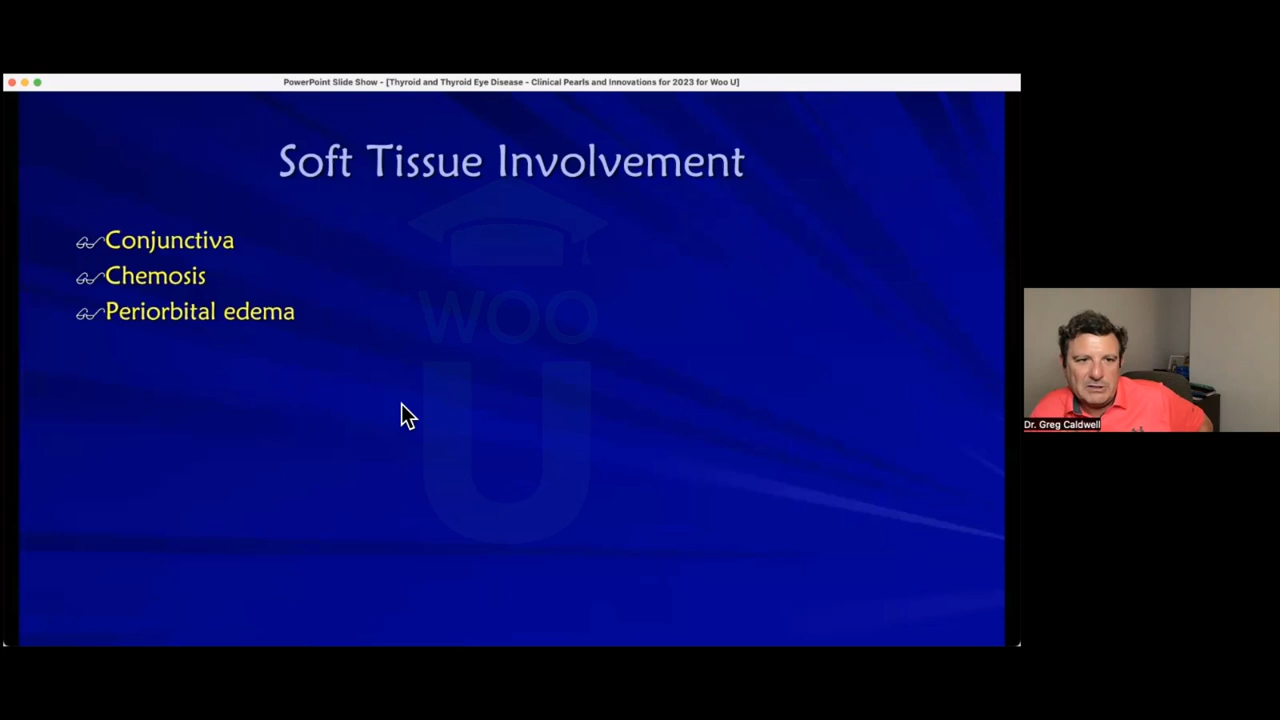 PowerPoint Slide Show - [Thyroid and Thyroid Eye Disease - Clinical Pearls and Innovations for 2023 for Woo U]
Soft Tissue Involvement
Conjunctiva
Chemosis
Periorbital edema
WOO
U
Dr. Greg Caldwell